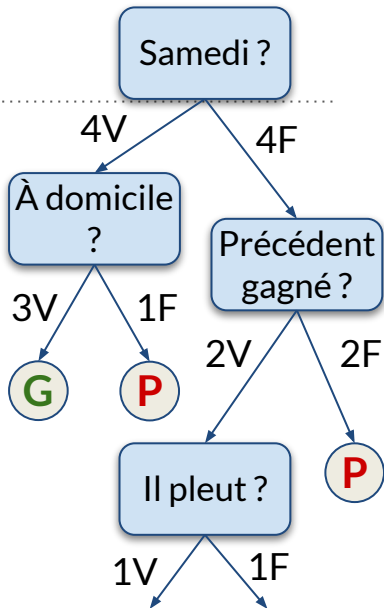 Samedi ?
4V
4F
À domicile
?
Précédent
gagné ?
3V
1F
2V
2F
G
P
P
Il pleut ?
1V
1F